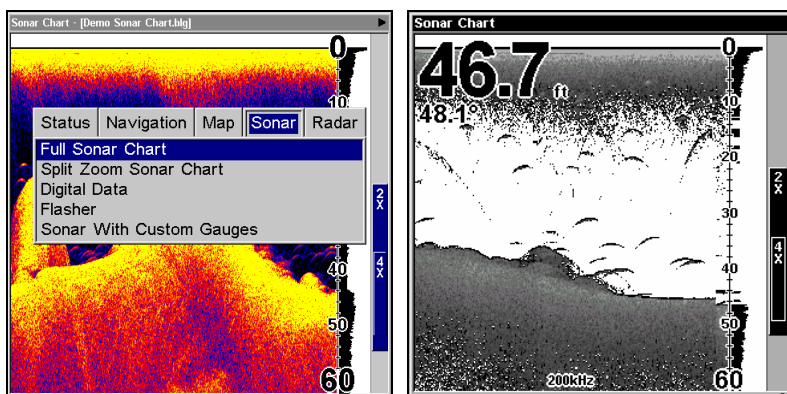 Sonar Chart - [Demo Sonar Chart.blg]
0
10
Status Navigation Map Sonar Radar
Full Sonar Chart
Split Zoom Sonar Chart
Digital Data
Flasher
Sonar With Custom Gauges
2X
4X
40
50
60
Sonar Chart
46.7 ft
48.1°
0
10
20
30
40
50
60
200kHz
2X
4X